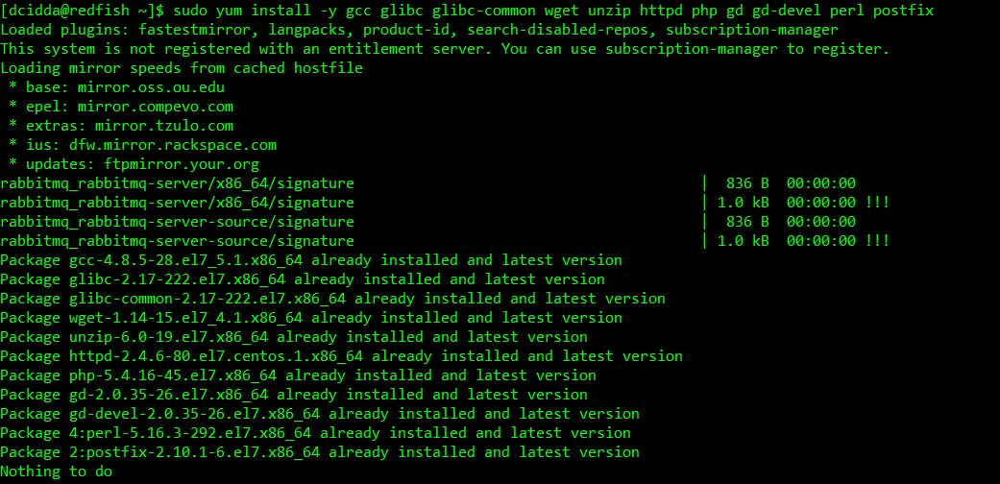 [dcidda@redfish ~]$ sudo yum install -y gcc glibc glibc-common wget unzip httpd php gd gd-devel perl postfix
Loaded plugins: fastestmirror, langpacks, product-id, search-disabled-repos, subscription-manager
This system is not registered with an entitlement server. You can use subscription-manager to register.
Loading mirror speeds from cached hostfile
 * base: mirror.oss.ou.edu
 * epel: mirror.compevo.com
 * extras: mirror.tzulo.com
 * ius: dfw.mirror.rackspace.com
 * updates: ftpmirror.your.org
rabbitmq_rabbitmq-server/x86_64/signature | 836 B 00:00:00
rabbitmq_rabbitmq-server/x86_64/signature | 1.0 kB 00:00:00 !!!
rabbitmq_rabbitmq-server-source/signature | 836 B 00:00:00
rabbitmq_rabbitmq-server-source/signature | 1.0 kB 00:00:00 !!!
Package gcc-4.8.5-28.el7_5.1.x86_64 already installed and latest version
Package glibc-2.17-222.el7.x86_64 already installed and latest version
Package glibc-common-2.17-222.el7.x86_64 already installed and latest version
Package wget-1.14-15.el7_4.1.x86_64 already installed and latest version
Package unzip-6.0-19.el7.x86_64 already installed and latest version
Package httpd-2.4.6-80.el7.centos.1.x86_64 already installed and latest version
Package php-5.4.16-45.el7.x86_64 already installed and latest version
Package gd-2.0.35-26.el7.x86_64 already installed and latest version
Package gd-devel-2.0.35-26.el7.x86_64 already installed and latest version
Package 4:perl-5.16.3-292.el7.x86_64 already installed and latest version
Package 2:postfix-2.10.1-6.el7.x86_64 already installed and latest version
Nothing to do